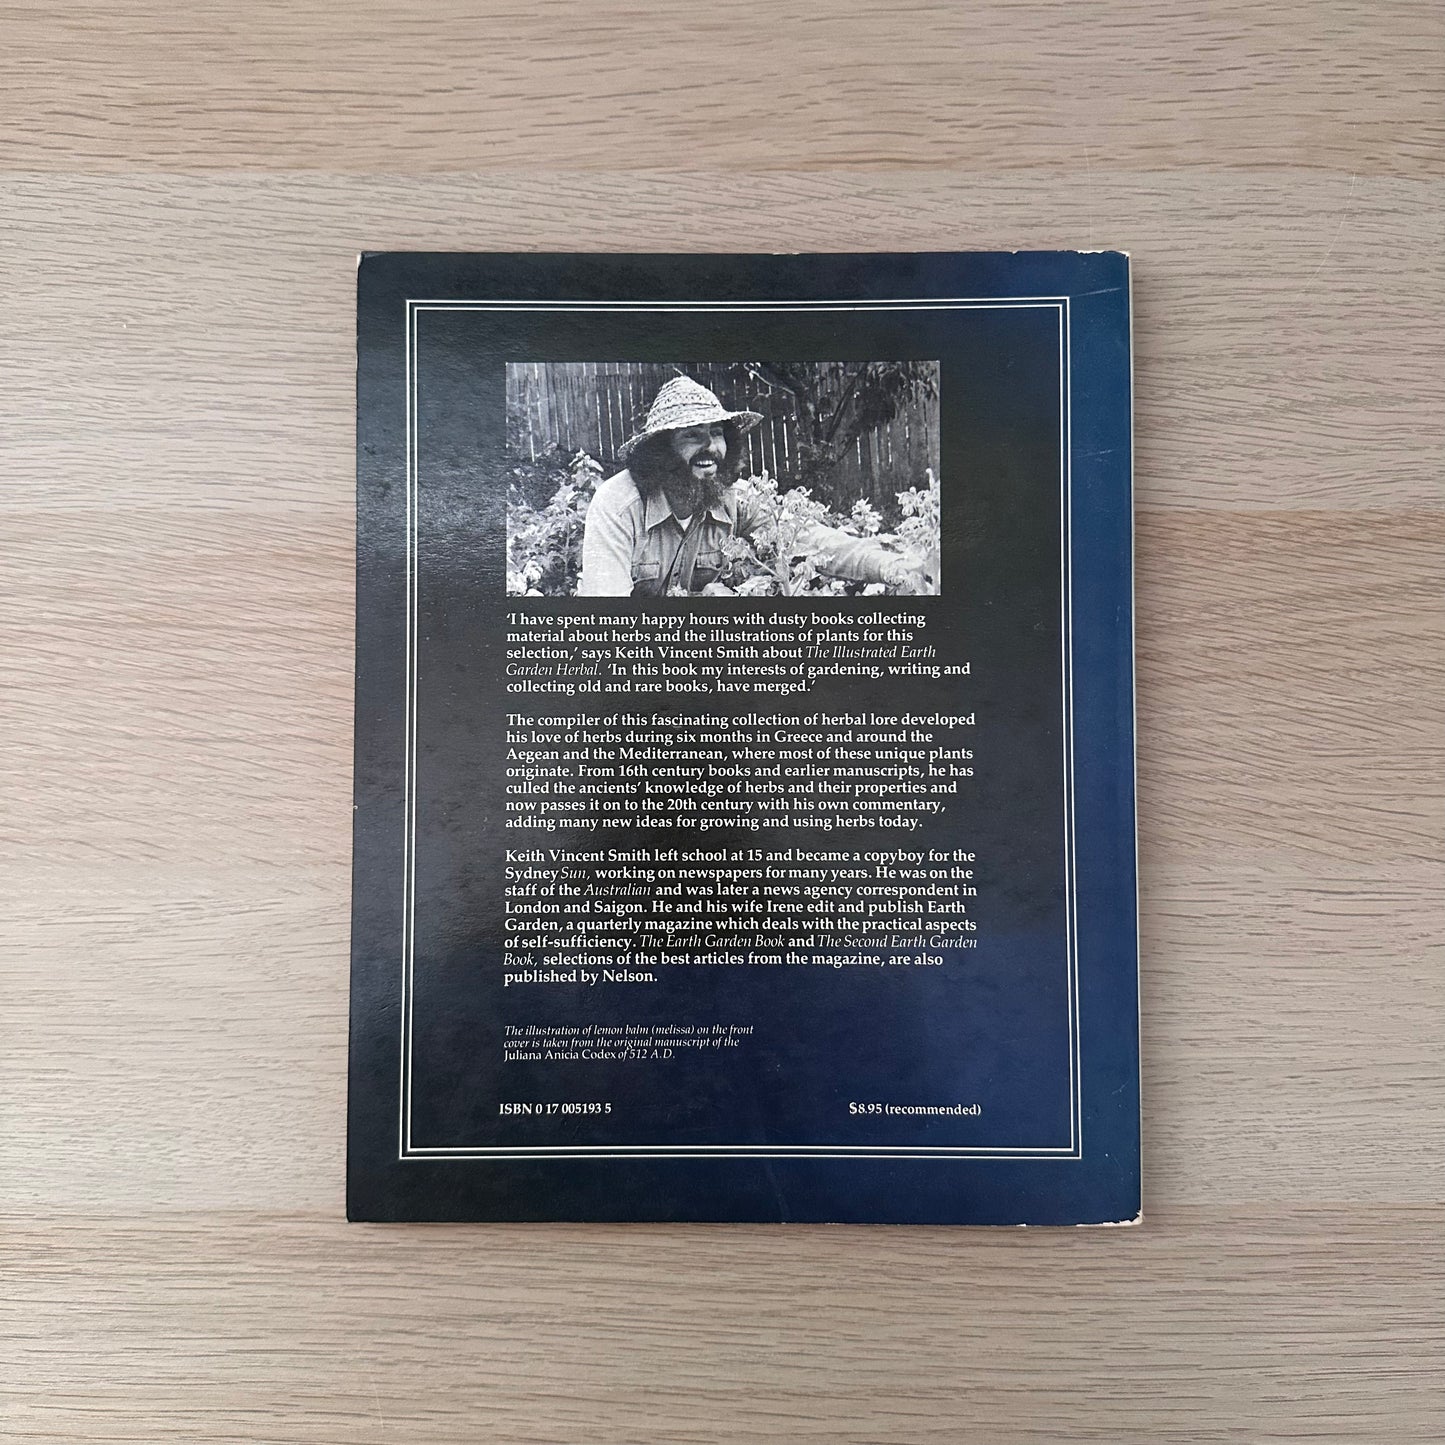 ‘I have spent many happy hours with dusty books collecting
material about herbs and the illustrations of plants for this
selection,’ says Keith Vincent Smith about The Illustrated Earth
Garden Herbal. ‘In this book my interests of gardening, writing and
collecting old and rare books, have merged.’
The compiler of this fascinating collection of herbal lore developed
his love of herbs during six months in Greece and around the
Aegean and the Mediterranean, where most of these unique plants
originate. From 16th century books and earlier manuscripts, he has
culled the ancients’ knowledge of herbs and their properties and
now passes it on to the 20th century with his own commentary,
adding many new ideas for growing and using herbs today.
Keith Vincent Smith left school at 15 and became a copyboy for the
Sydney Sun, working on newspapers for many years. He was on the
staff of the Australian and was later a news agency correspondent in
London and Saigon. He and his wife Irene edit and publish Earth
Garden, a quarterly magazine which deals with the practical aspects
of self-sufficiency. The Earth Garden Book and The Second Earth Garden
Book, selections of the best articles from the magazine, are also
published by Nelson.
The illustration of lemon balm (melissa) on the front
cover is taken from the original manuscript of the
Juliana Anicia Codex of 512 A.D.
ISBN 0 17 005193 5 $8.95 (recommended)